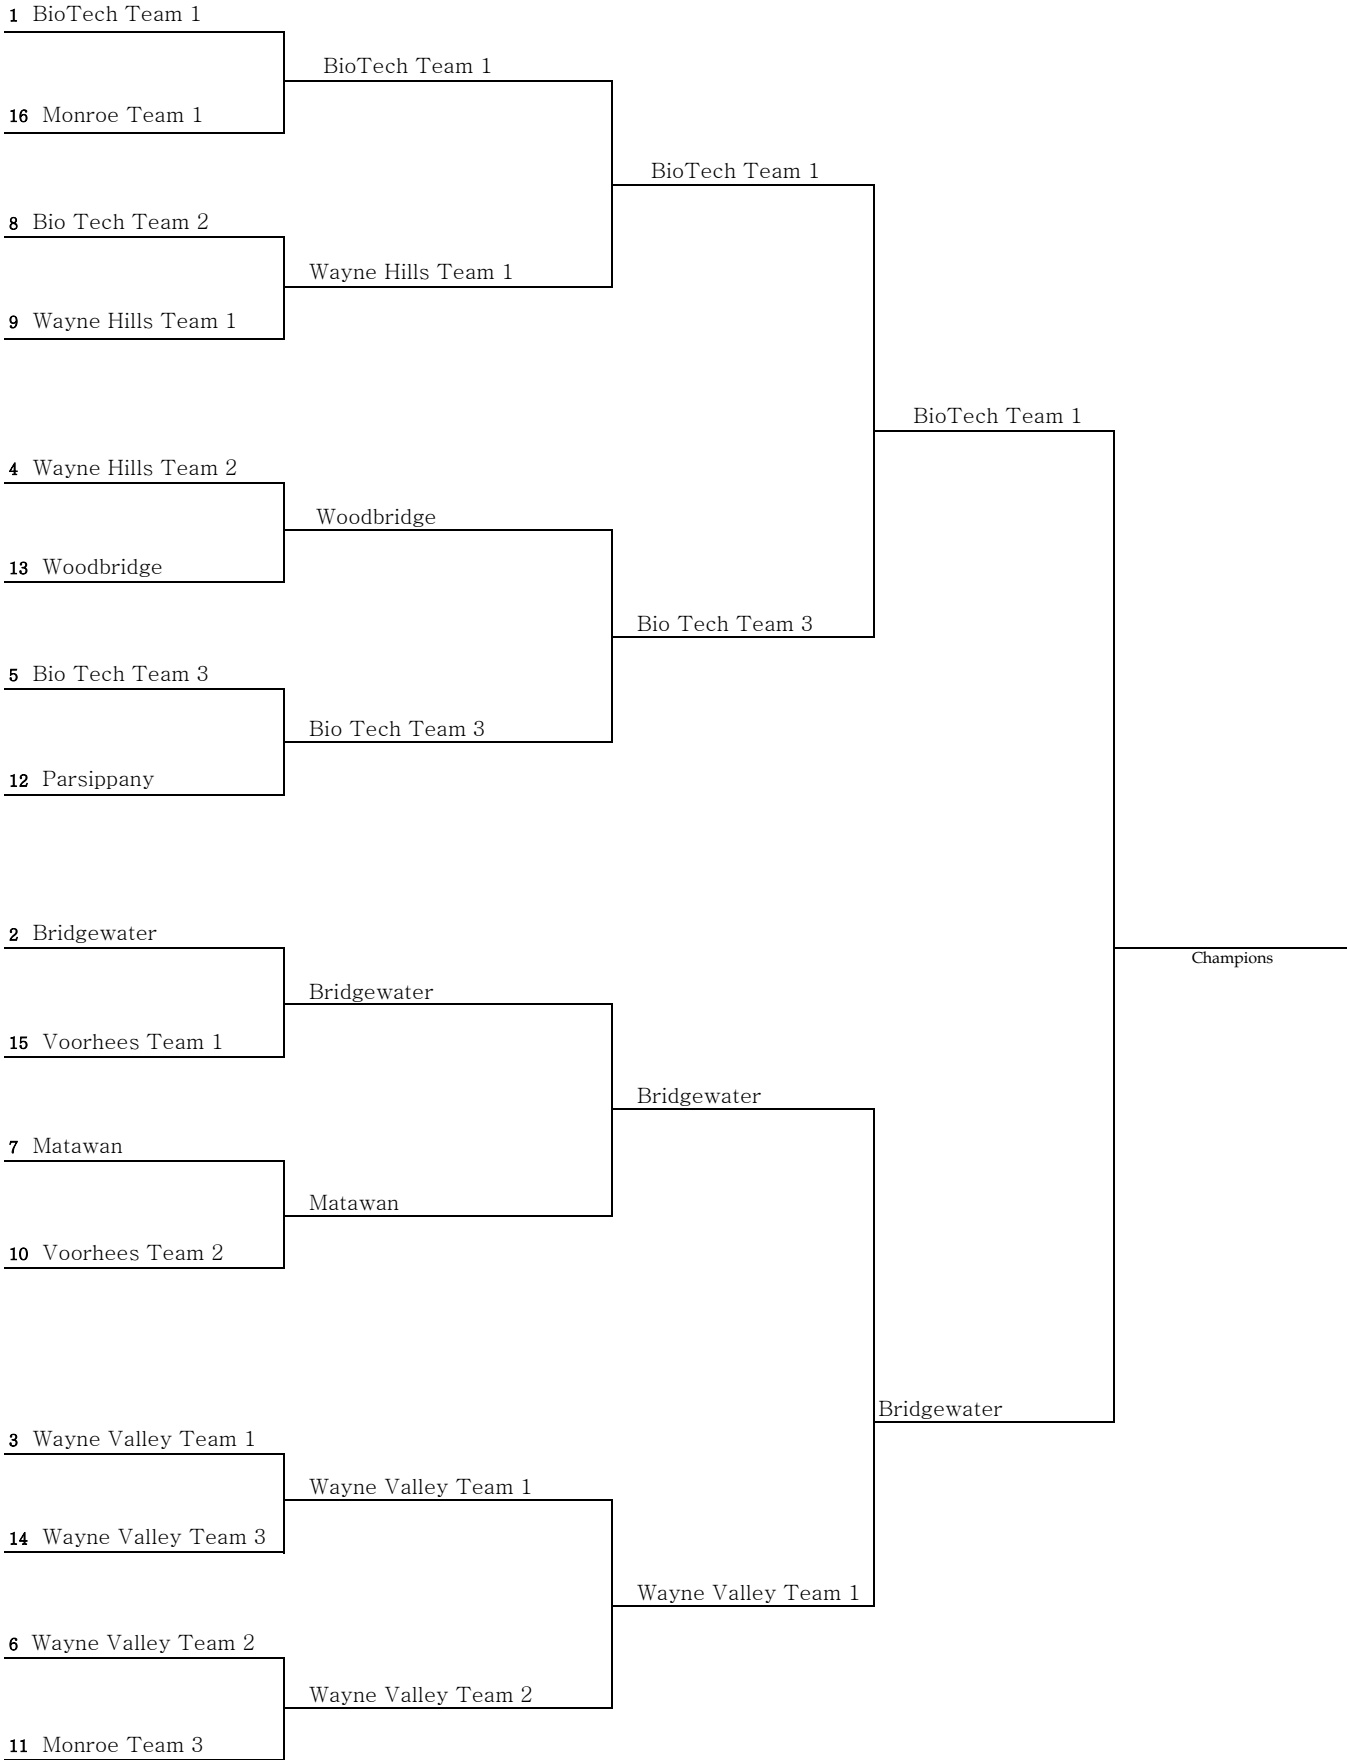 1 BioTech Team 1
BioTech Team 1
16 Monroe Team 1
BioTech Team 1
8 Bio Tech Team 2
Wayne Hills Team 1
9 Wayne Hills Team 1
BioTech Team 1
4 Wayne Hills Team 2
Woodbridge
13 Woodbridge
Bio Tech Team 3
5 Bio Tech Team 3
Bio Tech Team 3
12 Parsippany
2 Bridgewater
Champions
Bridgewater
15 Voorhees Team 1
Bridgewater
7 Matawan
Matawan
10 Voorhees Team 2
Bridgewater
3 Wayne Valley Team 1
Wayne Valley Team 1
14 Wayne Valley Team 3
Wayne Valley Team 1
6 Wayne Valley Team 2
Wayne Valley Team 2
11 Monroe Team 3